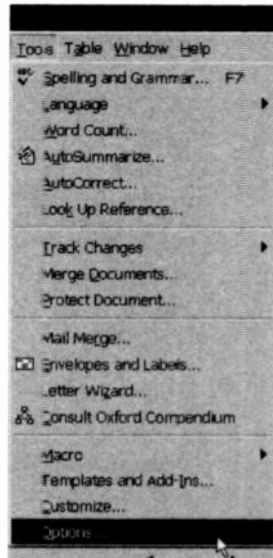 Tools Table Window Help
Spelling and Grammar... F7
Language
Word Count...
AutoSummarize...
AutoCorrect...
Look Up Reference...
Track Changes
Merge Documents...
Protect Document...
Mail Merge...
Envelopes and Labels...
Letter Wizard...
Consult Oxford Compendium
Macro
Templates and Add-Ins...
Customize...
Options...